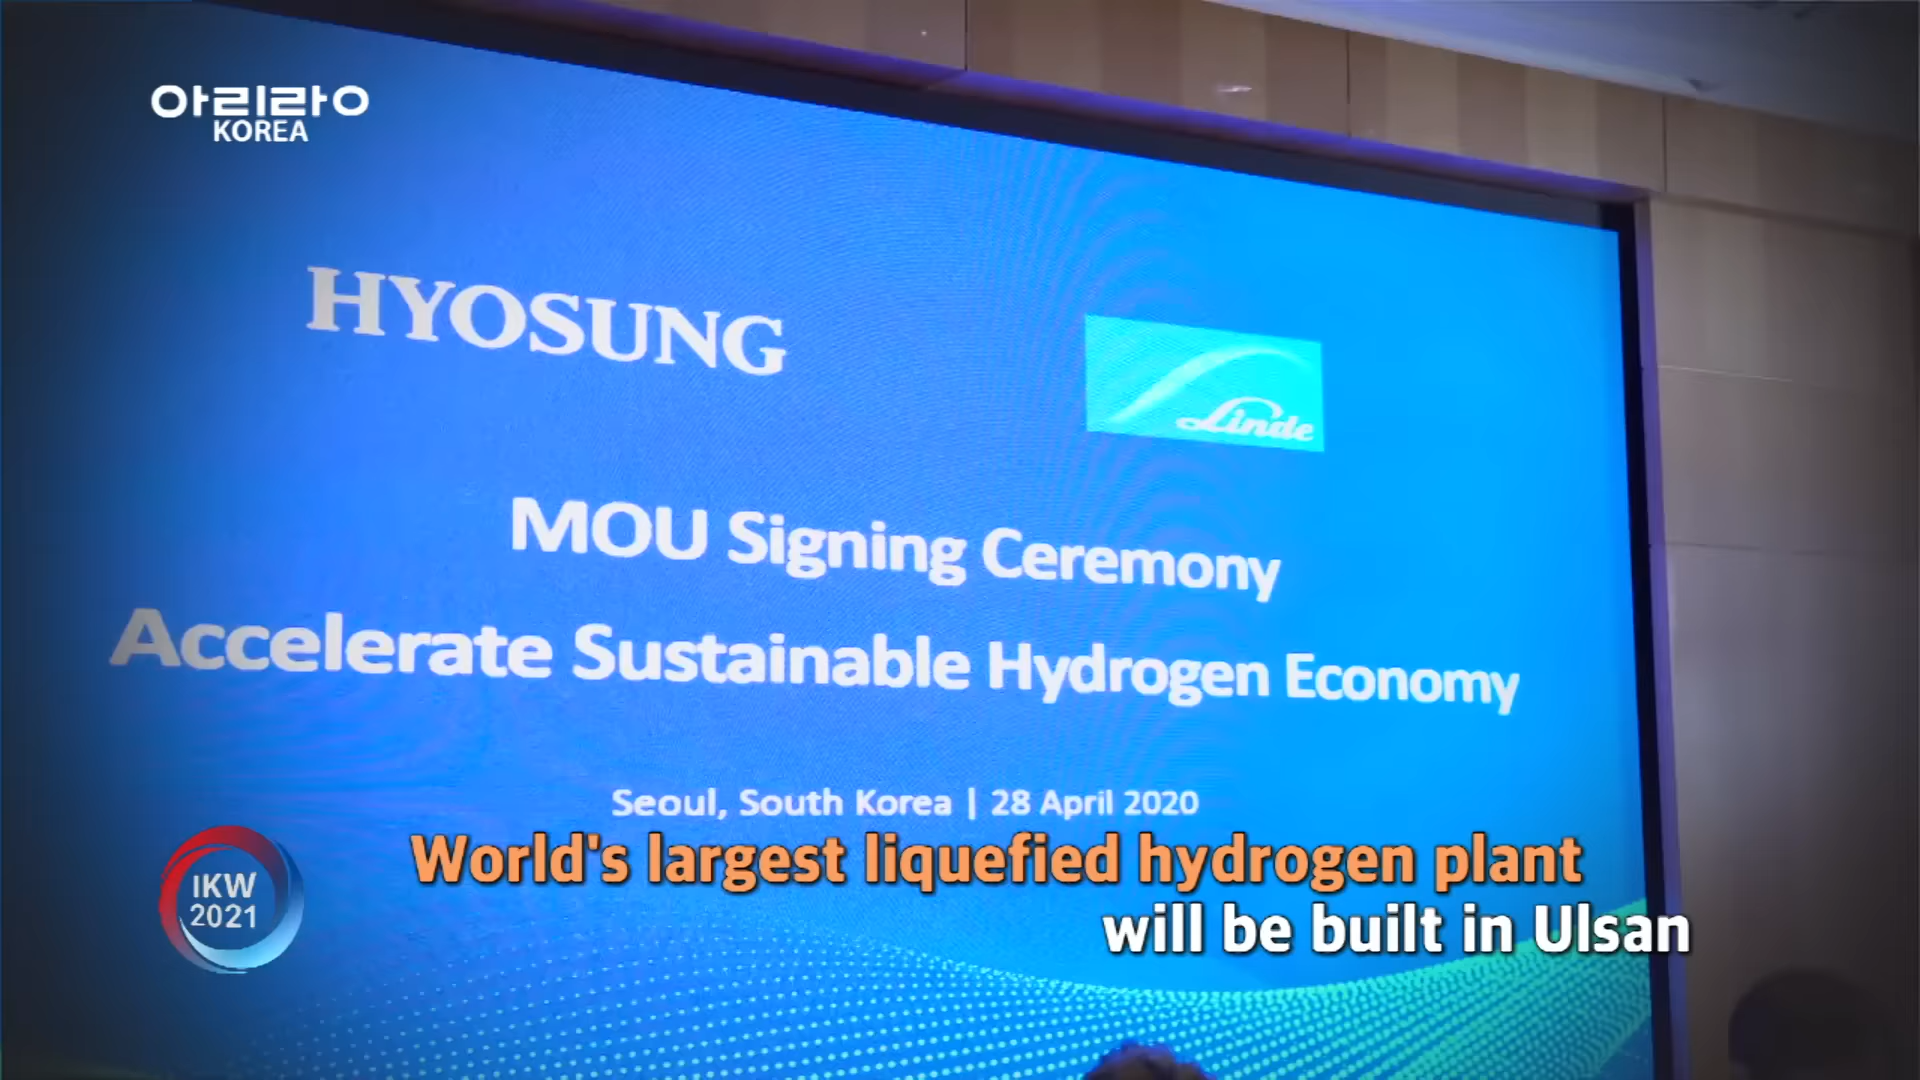 아리랑
KOREA
HYOSUNG
Linde
MOU Signing Ceremony
Accelerate Sustainable Hydrogen Economy
Seoul, South Korea | 28 April 2020
World's largest liquefied hydrogen plant
will be built in Ulsan
IKW
2021